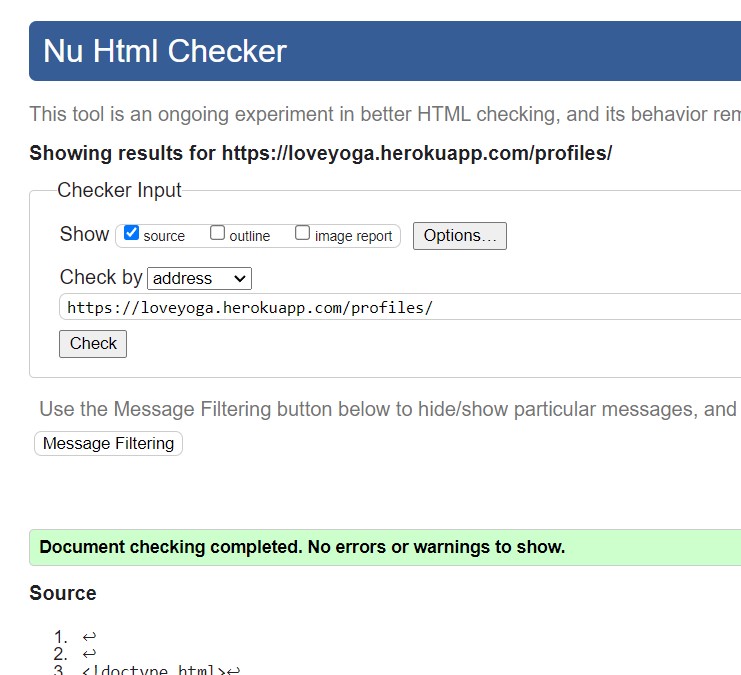 Nu Html Checker
This tool is an ongoing experiment in better HTML checking, and its behavior rem
Showing results for https://loveyoga.herokuapp.com/profiles/
Checker Input
Show source outline image report Options...
Check by address
https://loveyoga.herokuapp.com/profiles/
Check
Use the Message Filtering button below to hide/show particular messages, and
Message Filtering
Document checking completed. No errors or warnings to show.
Source
1. ↩
2. ↩
3. <!doctype html>↩